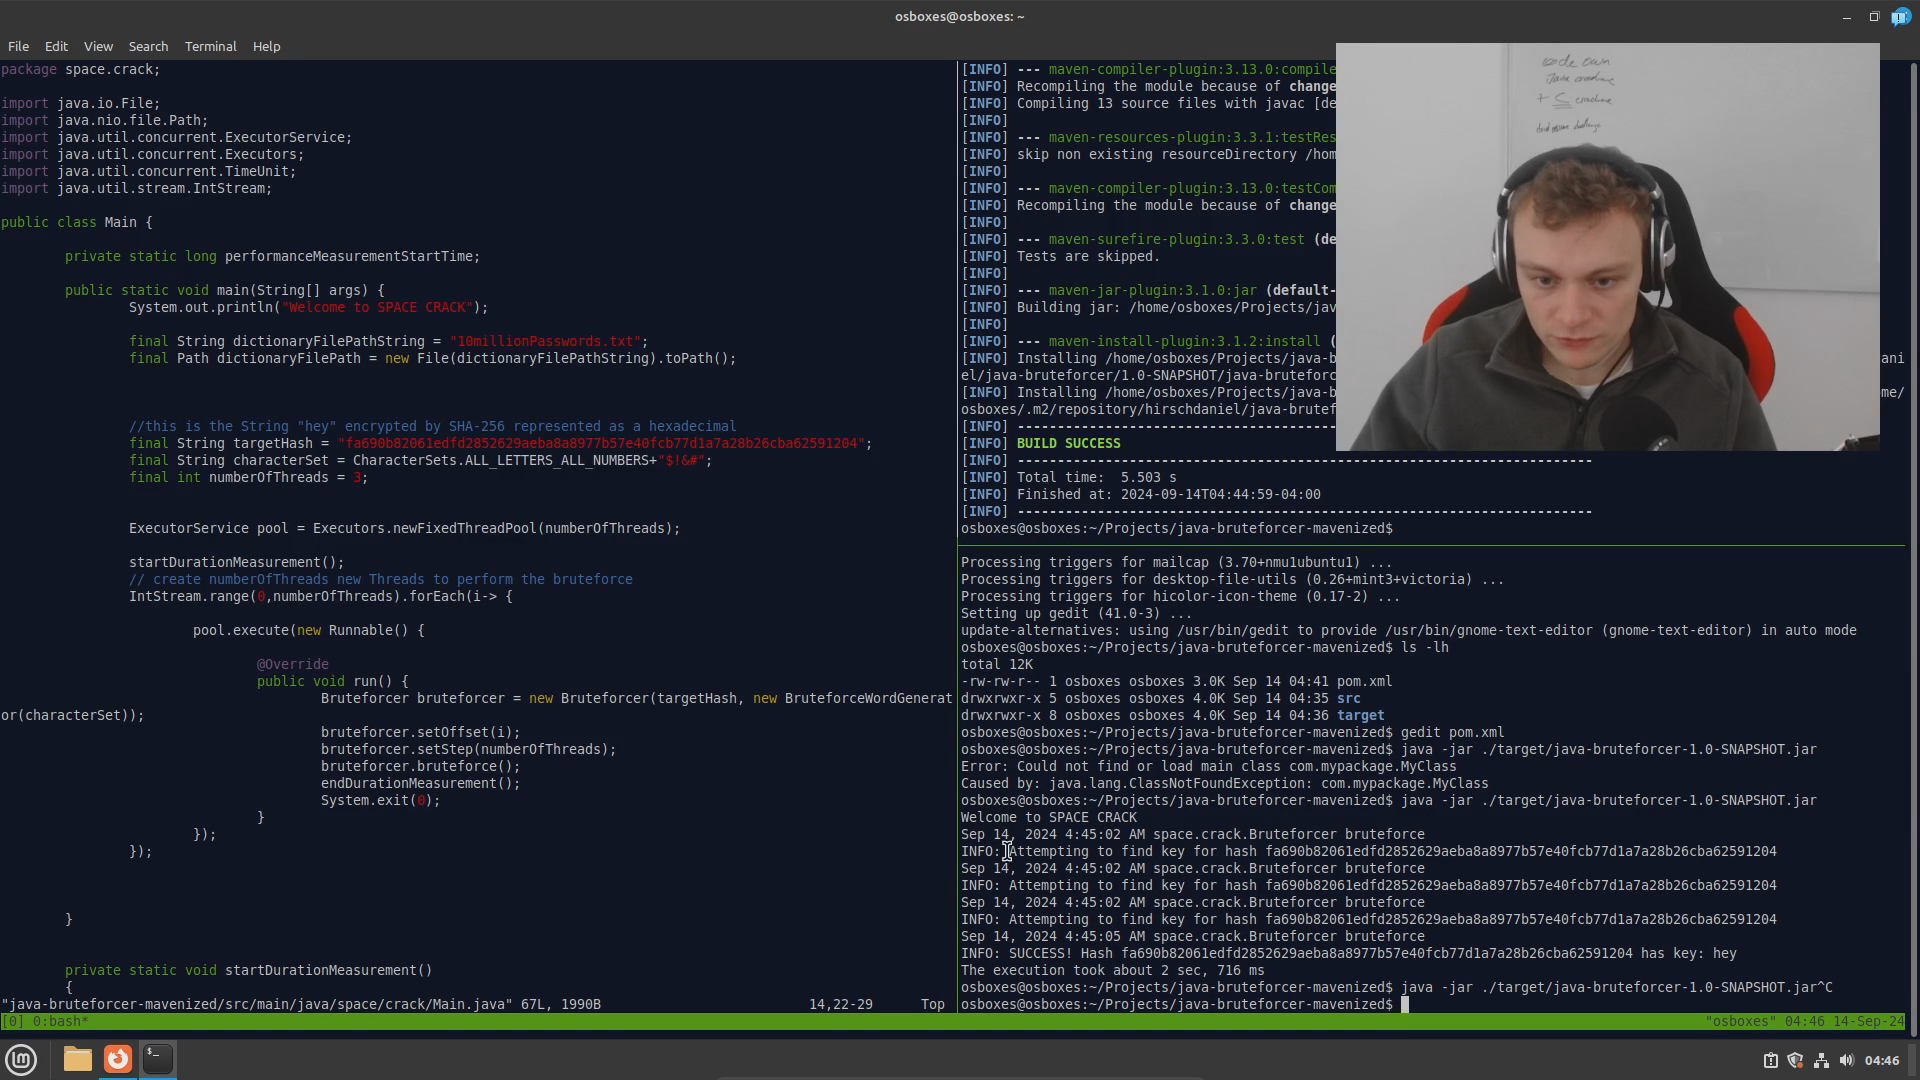 osboxes@osboxes: ~
File Edit View Search Terminal Help
package space.crack;
import java.io.File;
import java.nio.file.Path;
import java.util.concurrent.ExecutorService;
import java.util.concurrent.Executors;
import java.util.concurrent.TimeUnit;
import java.util.stream.IntStream;
public class Main {
private static long performanceMeasurementStartTime;
public static void main(String[] args) {
System.out.println("Welcome to SPACE CRACK");
final String dictionaryFilePathString = "10millionPasswords.txt";
final Path dictionaryFilePath = new File(dictionaryFilePathString).toPath();
//this is the String "hey" encrypted by SHA-256 represented as a hexadecimal
final String targetHash = "fa690b82061edfd2852629aeba8a8977b57e40fcb77d1a7a28b26cba62591204";
final String characterSet = CharacterSets.ALL_LETTERS_ALL_NUMBERS+"$!&#";
final int numberOfThreads = 3;
ExecutorService pool = Executors.newFixedThreadPool(numberOfThreads);
startDurationMeasurement();
// create numberOfThreads new Threads to perform the bruteforce
IntStream.range(0,numberOfThreads).forEach(i-> {
pool.execute(new Runnable() {
@Override
public void run() {
Bruteforcer bruteforcer = new Bruteforcer(targetHash, new BruteforceWordGenerat
or(characterSet));
bruteforcer.setOffset(i);
bruteforcer.setStep(numberOfThreads);
bruteforcer.bruteforce();
endDurationMeasurement();
System.exit(0);
}
});
});
}
private static void startDurationMeasurement()
{
"java-bruteforcer-mavenized/src/main/java/space/crack/Main.java" 67L, 1990B 14,22-29 Top
[INFO] --- maven-compiler-plugin:3.13.0:compile
[INFO] Recompiling the module because of change
[INFO] Compiling 13 source files with javac [de
[INFO]
[INFO] --- maven-resources-plugin:3.3.1:testRes
[INFO] skip non existing resourceDirectory /hom
[INFO]
[INFO] --- maven-compiler-plugin:3.13.0:testCom
[INFO] Recompiling the module because of change
[INFO]
[INFO] --- maven-surefire-plugin:3.3.0:test (de
[INFO] Tests are skipped.
[INFO]
[INFO] --- maven-jar-plugin:3.1.0:jar (default-
[INFO] Building jar: /home/osboxes/Projects/jav
[INFO]
[INFO] --- maven-install-plugin:3.1.2:install (
[INFO] Installing /home/osboxes/Projects/java-b ani
el/java-bruteforcer/1.0-SNAPSHOT/java-bruteforc
[INFO] Installing /home/osboxes/Projects/java-b me/
osboxes/.m2/repository/hirschdaniel/java-brutef
[INFO] -----------------------------------------------
[INFO] BUILD SUCCESS
[INFO] ------------------------------------------------------------------------
[INFO] Total time:  5.503 s
[INFO] Finished at: 2024-09-14T04:44:59-04:00
[INFO] ------------------------------------------------------------------------
osboxes@osboxes:~/Projects/java-bruteforcer-mavenized$
Processing triggers for mailcap (3.70+nmu1ubuntu1) ...
Processing triggers for desktop-file-utils (0.26+mint3+victoria) ...
Processing triggers for hicolor-icon-theme (0.17-2) ...
Setting up gedit (41.0-3) ...
update-alternatives: using /usr/bin/gedit to provide /usr/bin/gnome-text-editor (gnome-text-editor) in auto mode
osboxes@osboxes:~/Projects/java-bruteforcer-mavenized$ ls -lh
total 12K
-rw-rw-r-- 1 osboxes osboxes 3.0K Sep 14 04:41 pom.xml
drwxrwxr-x 5 osboxes osboxes 4.0K Sep 14 04:35 src
drwxrwxr-x 8 osboxes osboxes 4.0K Sep 14 04:36 target
osboxes@osboxes:~/Projects/java-bruteforcer-mavenized$ gedit pom.xml
osboxes@osboxes:~/Projects/java-bruteforcer-mavenized$ java -jar ./target/java-bruteforcer-1.0-SNAPSHOT.jar
Error: Could not find or load main class com.mypackage.MyClass
Caused by: java.lang.ClassNotFoundException: com.mypackage.MyClass
osboxes@osboxes:~/Projects/java-bruteforcer-mavenized$ java -jar ./target/java-bruteforcer-1.0-SNAPSHOT.jar
Welcome to SPACE CRACK
Sep 14, 2024 4:45:02 AM space.crack.Bruteforcer bruteforce
INFO: Attempting to find key for hash fa690b82061edfd2852629aeba8a8977b57e40fcb77d1a7a28b26cba62591204
Sep 14, 2024 4:45:02 AM space.crack.Bruteforcer bruteforce
INFO: Attempting to find key for hash fa690b82061edfd2852629aeba8a8977b57e40fcb77d1a7a28b26cba62591204
Sep 14, 2024 4:45:02 AM space.crack.Bruteforcer bruteforce
INFO: Attempting to find key for hash fa690b82061edfd2852629aeba8a8977b57e40fcb77d1a7a28b26cba62591204
Sep 14, 2024 4:45:05 AM space.crack.Bruteforcer bruteforce
INFO: SUCCESS! Hash fa690b82061edfd2852629aeba8a8977b57e40fcb77d1a7a28b26cba62591204 has key: hey
The execution took about 2 sec, 716 ms
osboxes@osboxes:~/Projects/java-bruteforcer-mavenized$ java -jar ./target/java-bruteforcer-1.0-SNAPSHOT.jar^C
osboxes@osboxes:~/Projects/java-bruteforcer-mavenized$
[0] 0:bash* "osboxes" 04:46 14-Sep-24
code own
Java
+ C
challenge
04:46